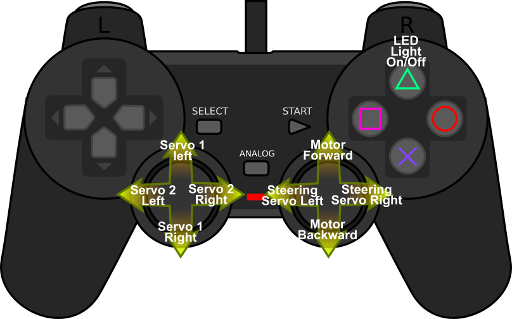 L
R
LED
Light
On/Off
SELECT
START
ANALOG
Servo 1
left
Servo 2
Left
Servo 2
Right
Servo 1
Right
Motor
Forward
Steering
Servo Left
Steering
Servo Right
Motor
Backward